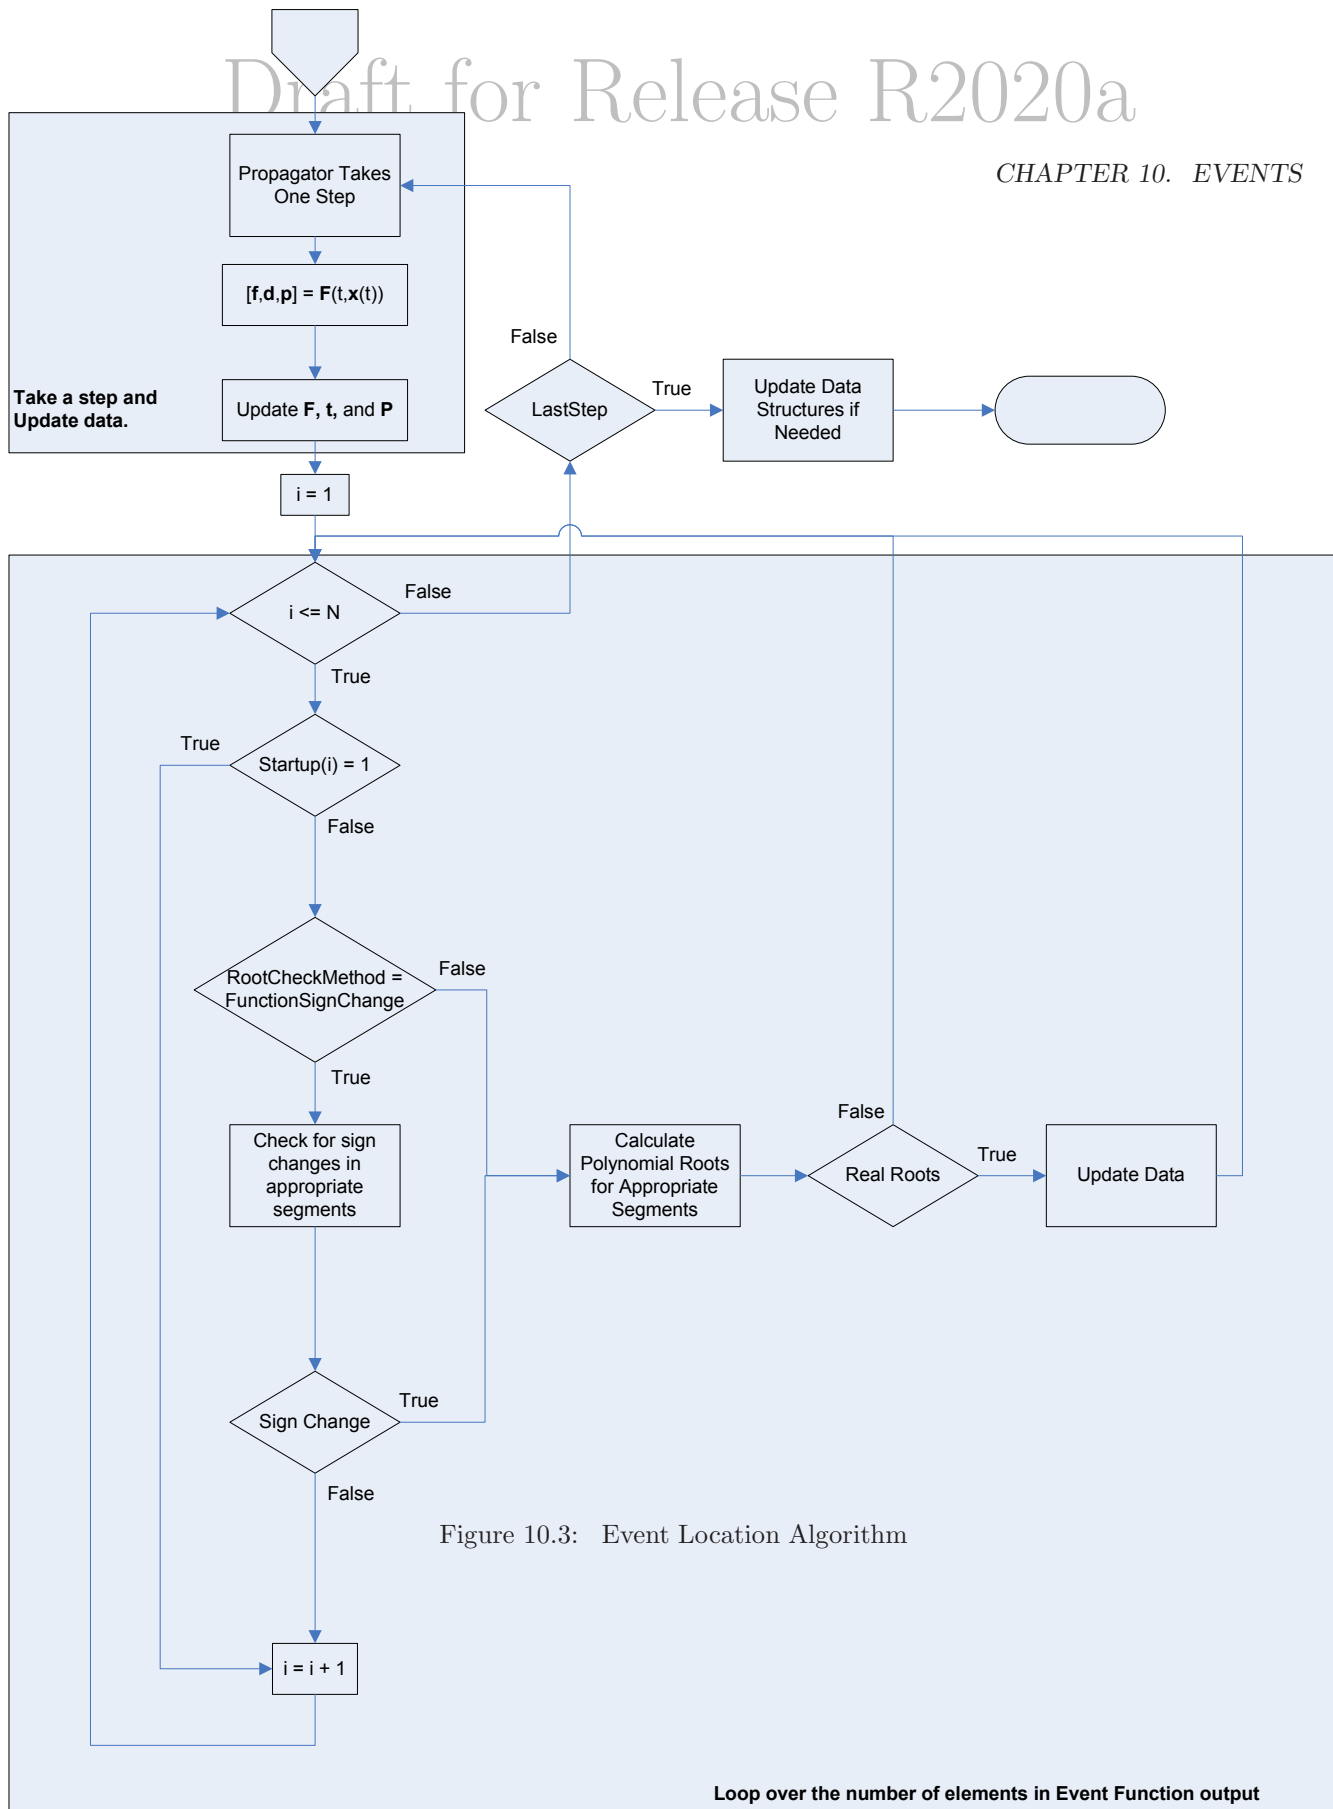 Draft for Release R2020a
CHAPTER 10. EVENTS
Propagator Takes
One Step
[f,d,p] = F(t,x(t))
Update F, t, and P
Take a step and
Update data.
False
LastStep
True
Update Data
Structures if
Needed
i = 1
i <= N
False
True
True
Startup(i) = 1
False
RootCheckMethod =
FunctionSignChange
False
True
Check for sign
changes in
appropriate
segments
Calculate
Polynomial Roots
for Appropriate
Segments
False
Real Roots
True
Update Data
Sign Change
True
False
Figure 10.3: Event Location Algorithm
i = i + 1
Loop over the number of elements in Event Function output